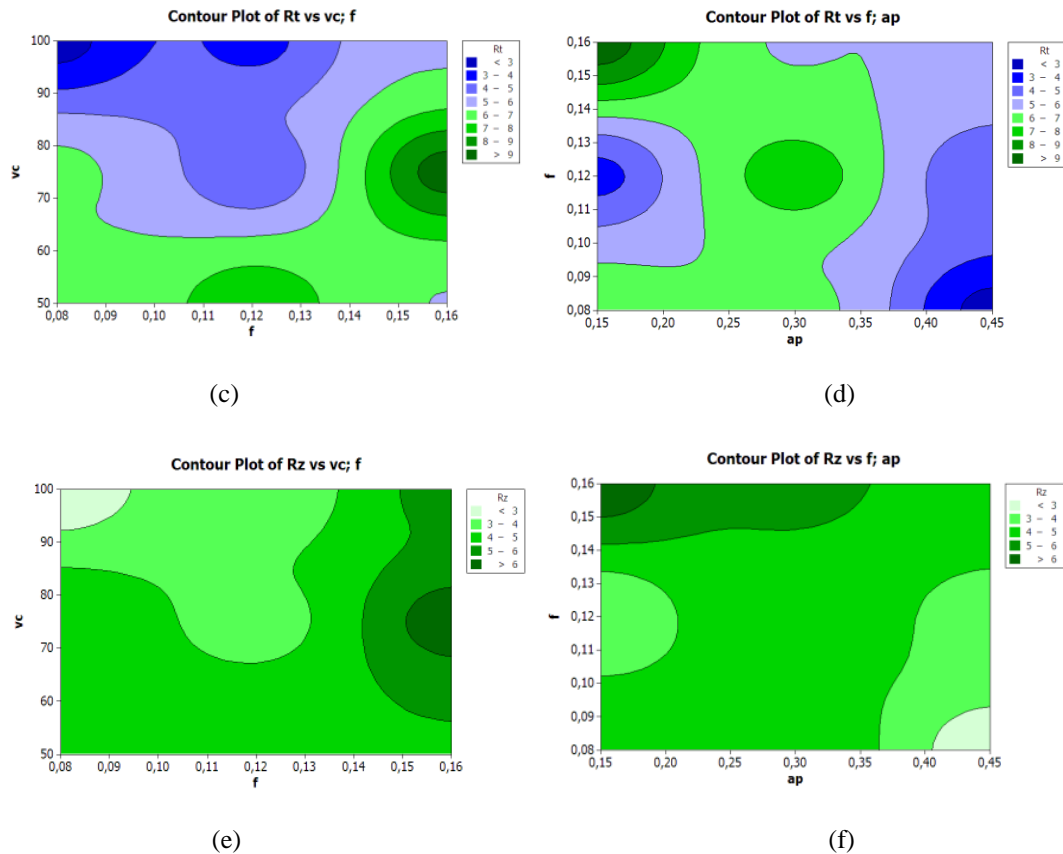 Contour Plot of Rt vs vc; f
100
90
80
70
60
50
vc
0,08 0,09 0,10 0,11 0,12 0,13 0,14 0,15 0,16
f
Rt
< 3
3 – 4
4 – 5
5 – 6
6 – 7
7 – 8
8 – 9
> 9
(c)
Contour Plot of Rt vs f; ap
0,16
0,15
0,14
0,13
0,12
0,11
0,10
0,09
0,08
f
0,15 0,20 0,25 0,30 0,35 0,40 0,45
ap
Rt
< 3
3 – 4
4 – 5
5 – 6
6 – 7
7 – 8
8 – 9
> 9
(d)
Contour Plot of Rz vs vc; f
100
90
80
70
60
50
vc
0,08 0,09 0,10 0,11 0,12 0,13 0,14 0,15 0,16
f
Rz
< 3
3 – 4
4 – 5
5 – 6
> 6
(e)
Contour Plot of Rz vs f; ap
0,16
0,15
0,14
0,13
0,12
0,11
0,10
0,09
0,08
f
0,15 0,20 0,25 0,30 0,35 0,40 0,45
ap
Rz
< 3
3 – 4
4 – 5
5 – 6
> 6
(f)